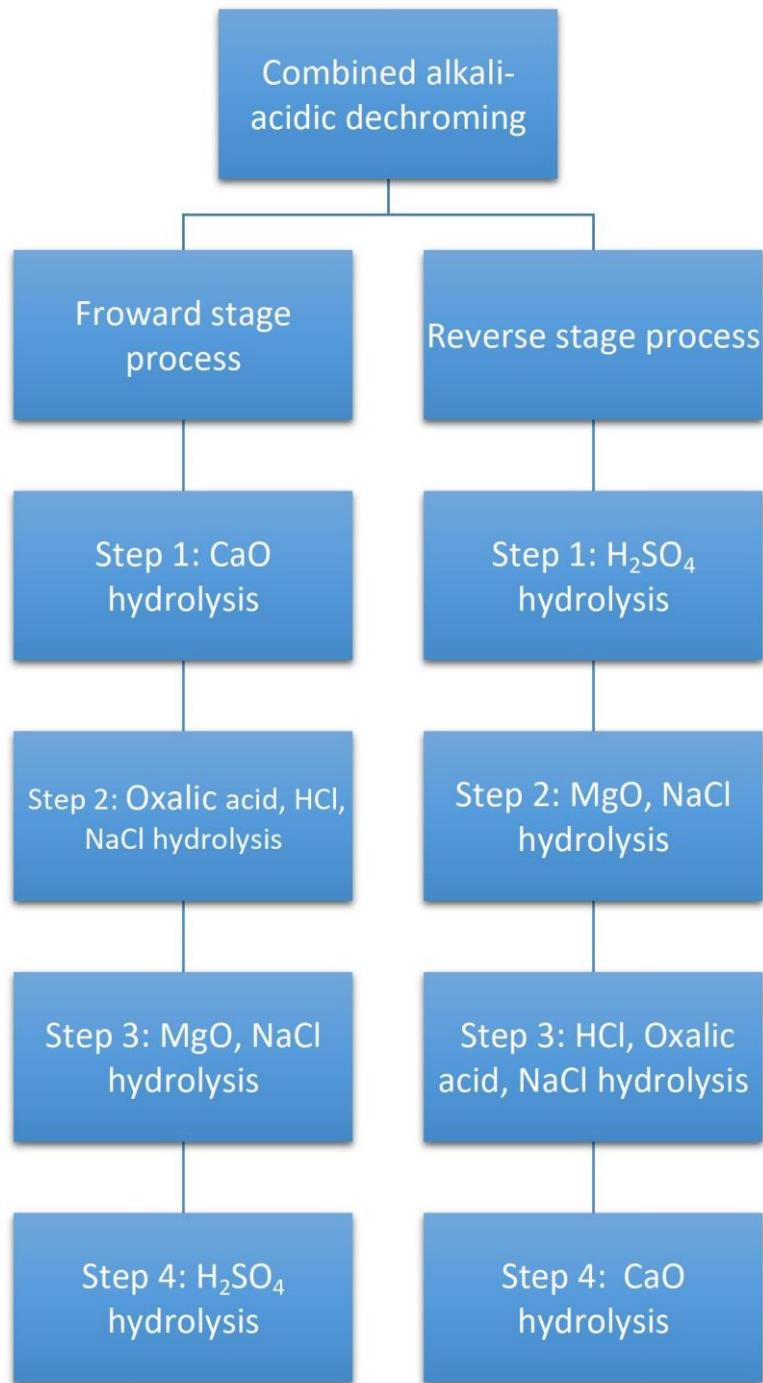 Combined alkali-
acidic dechroming
Froward stage
process
Reverse stage process
Step 1: CaO
hydrolysis
Step 1: H₂SO₄
hydrolysis
Step 2: Oxalic acid, HCl,
NaCl hydrolysis
Step 2: MgO, NaCl
hydrolysis
Step 3: MgO, NaCl
hydrolysis
Step 3: HCl, Oxalic
acid, NaCl hydrolysis
Step 4: H₂SO₄
hydrolysis
Step 4: CaO
hydrolysis